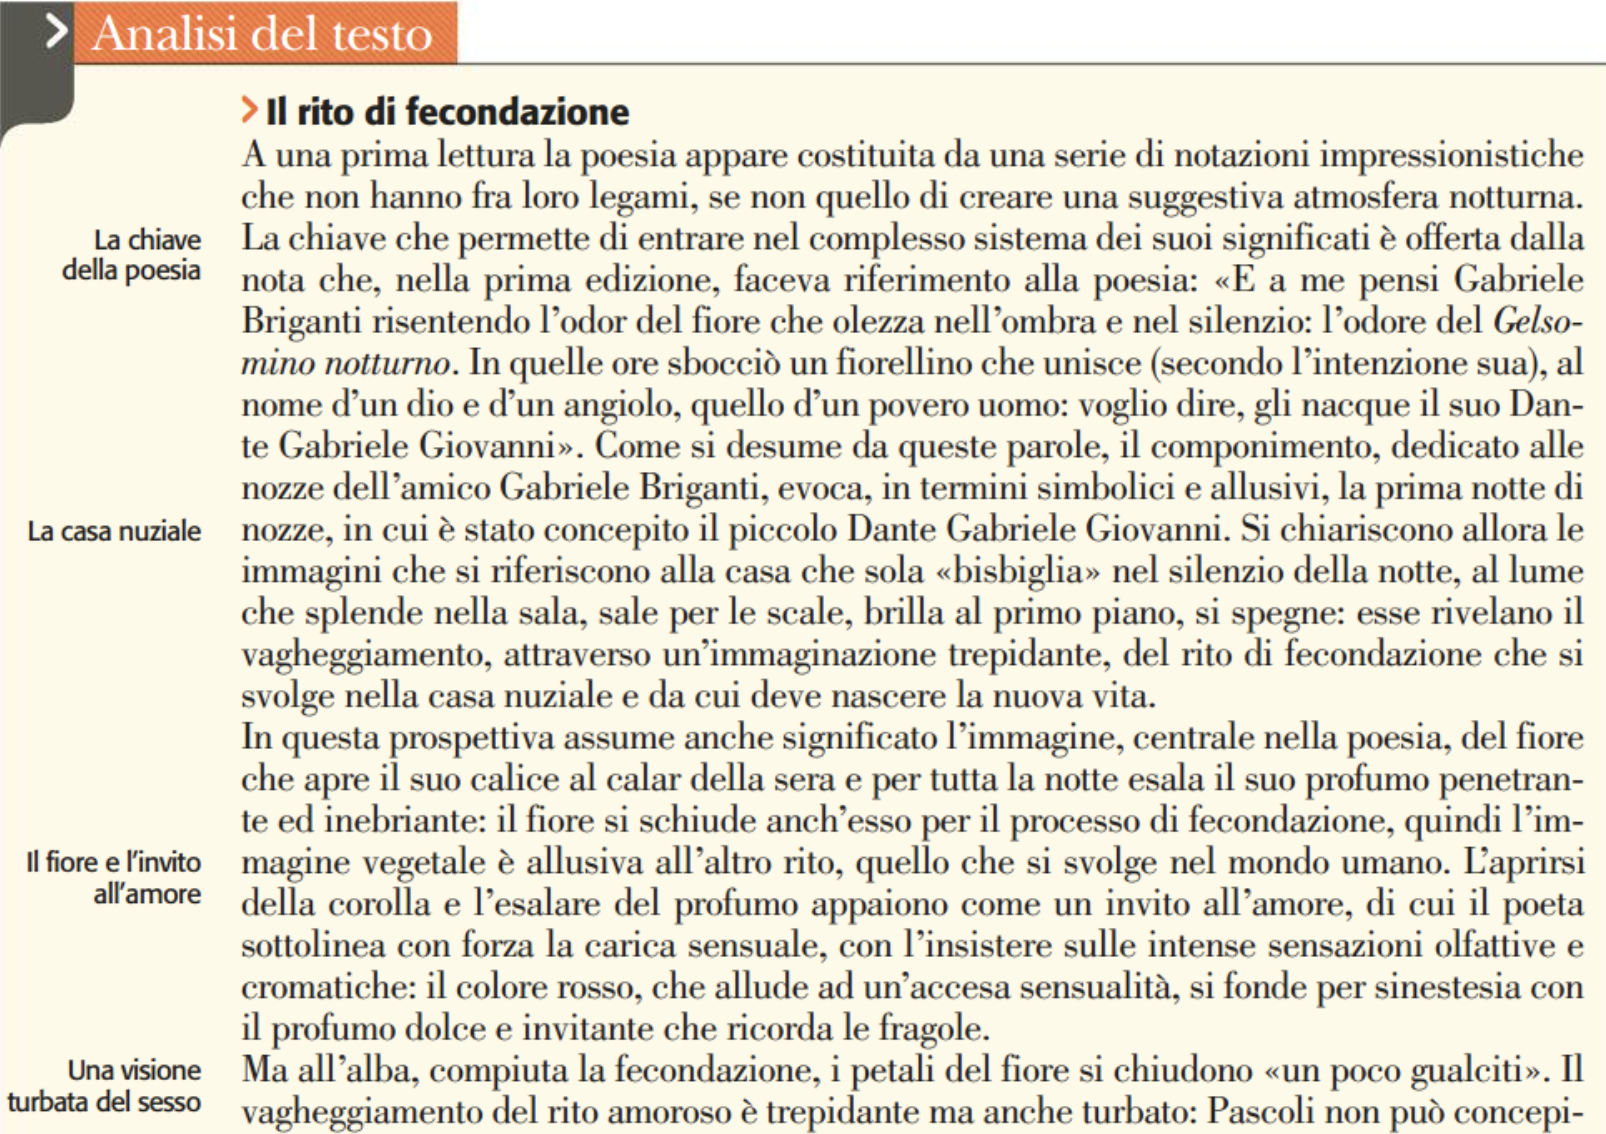 Analisi del testo
Il rito di fecondazione
A una prima lettura la poesia appare costituita da una serie di notazioni impressionistiche
che non hanno fra loro legami, se non quello di creare una suggestiva atmosfera notturna.
La chiave
della poesia
La chiave che permette di entrare nel complesso sistema dei suoi significati è offerta dalla
nota che, nella prima edizione, faceva riferimento alla poesia: «E a me pensi Gabriele
Briganti risentendo l'odor del fiore che olezza nell'ombra e nel silenzio: l'odore del Gelso-
mino notturno. In quelle ore sbocciò un fiorellino che unisce (secondo l'intenzione sua), al
nome d'un dio e d'un angiolo, quello d'un povero uomo: voglio dire, gli nacque il suo Dan-
te Gabriele Giovanni». Come si desume da queste parole, il componimento, dedicato alle
nozze dell'amico Gabriele Briganti, evoca, in termini simbolici e allusivi, la prima notte di
La casa nuziale
nozze, in cui è stato concepito il piccolo Dante Gabriele Giovanni. Si chiariscono allora le
immagini che si riferiscono alla casa che sola «bisbiglia» nel silenzio della notte, al lume
che splende nella sala, sale per le scale, brilla al primo piano, si spegne: esse rivelano il
vagheggiamento, attraverso un'immaginazione trepidante, del rito di fecondazione che si
svolge nella casa nuziale e da cui deve nascere la nuova vita.
In questa prospettiva assume anche significato l'immagine, centrale nella poesia, del fiore
che apre il suo calice al calar della sera e per tutta la notte esala il suo profumo penetran-
te ed inebriante: il fiore si schiude anch'esso per il processo di fecondazione, quindi l'im-
Il fiore e l'invito
all'amore
magine vegetale è allusiva all'altro rito, quello che si svolge nel mondo umano. L'aprirsi
della corolla e l'esalare del profumo appaiono come un invito all'amore, di cui il poeta
sottolinea con forza la carica sensuale, con l'insistere sulle intense sensazioni olfattive e
cromatiche: il colore rosso, che allude ad un'accesa sensualità, si fonde per sinestesia con
il profumo dolce e invitante che ricorda le fragole.
Una visione
turbata del sesso
Ma all'alba, compiuta la fecondazione, i petali del fiore si chiudono «un poco gualciti». Il
vagheggiamento del rito amoroso è trepidante ma anche turbato: Pascoli non può concepi-